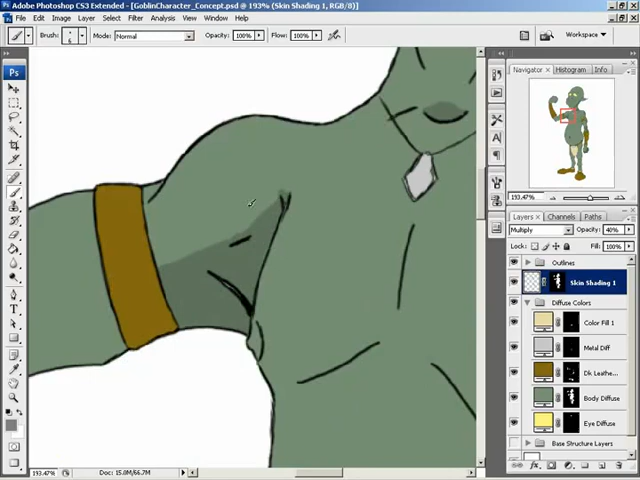 Adobe Photoshop CS3 Extended - [GoblinCharacter_Concept.psd @ 193% (Skin Shading 1, RGB/8)]
File Edit Image Layer Select Filter View Window Help
Brush: Mode: Normal Opacity: 100% Flow: 100% Workspace
Ps
Navigator × Histogram Info
193.47%
Layers × Channels Paths
Multiply Opacity: 40%
Lock: Fill: 100%
Outlines
Skin Shading 1
Diffuse Colors
Color Fill 1
Metal Diff
Dk Leathe...
Body Diffuse
Eye Diffuse
Base Structure Layers
193.47% Doc: 15.0M/66.7M